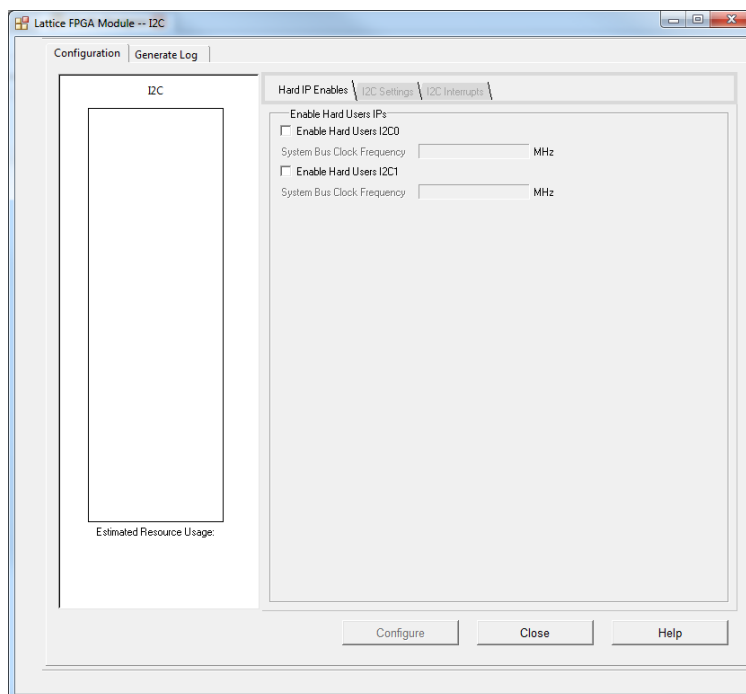 Lattice FPGA Module -- I2C
Configuration Generate Log
I2C
Estimated Resource Usage:
Hard IP Enables I2C Settings I2C Interrupts
Enable Hard Users IPs
Enable Hard Users I2C0
System Bus Clock Frequency MHz
Enable Hard Users I2C1
System Bus Clock Frequency MHz
Configure Close Help